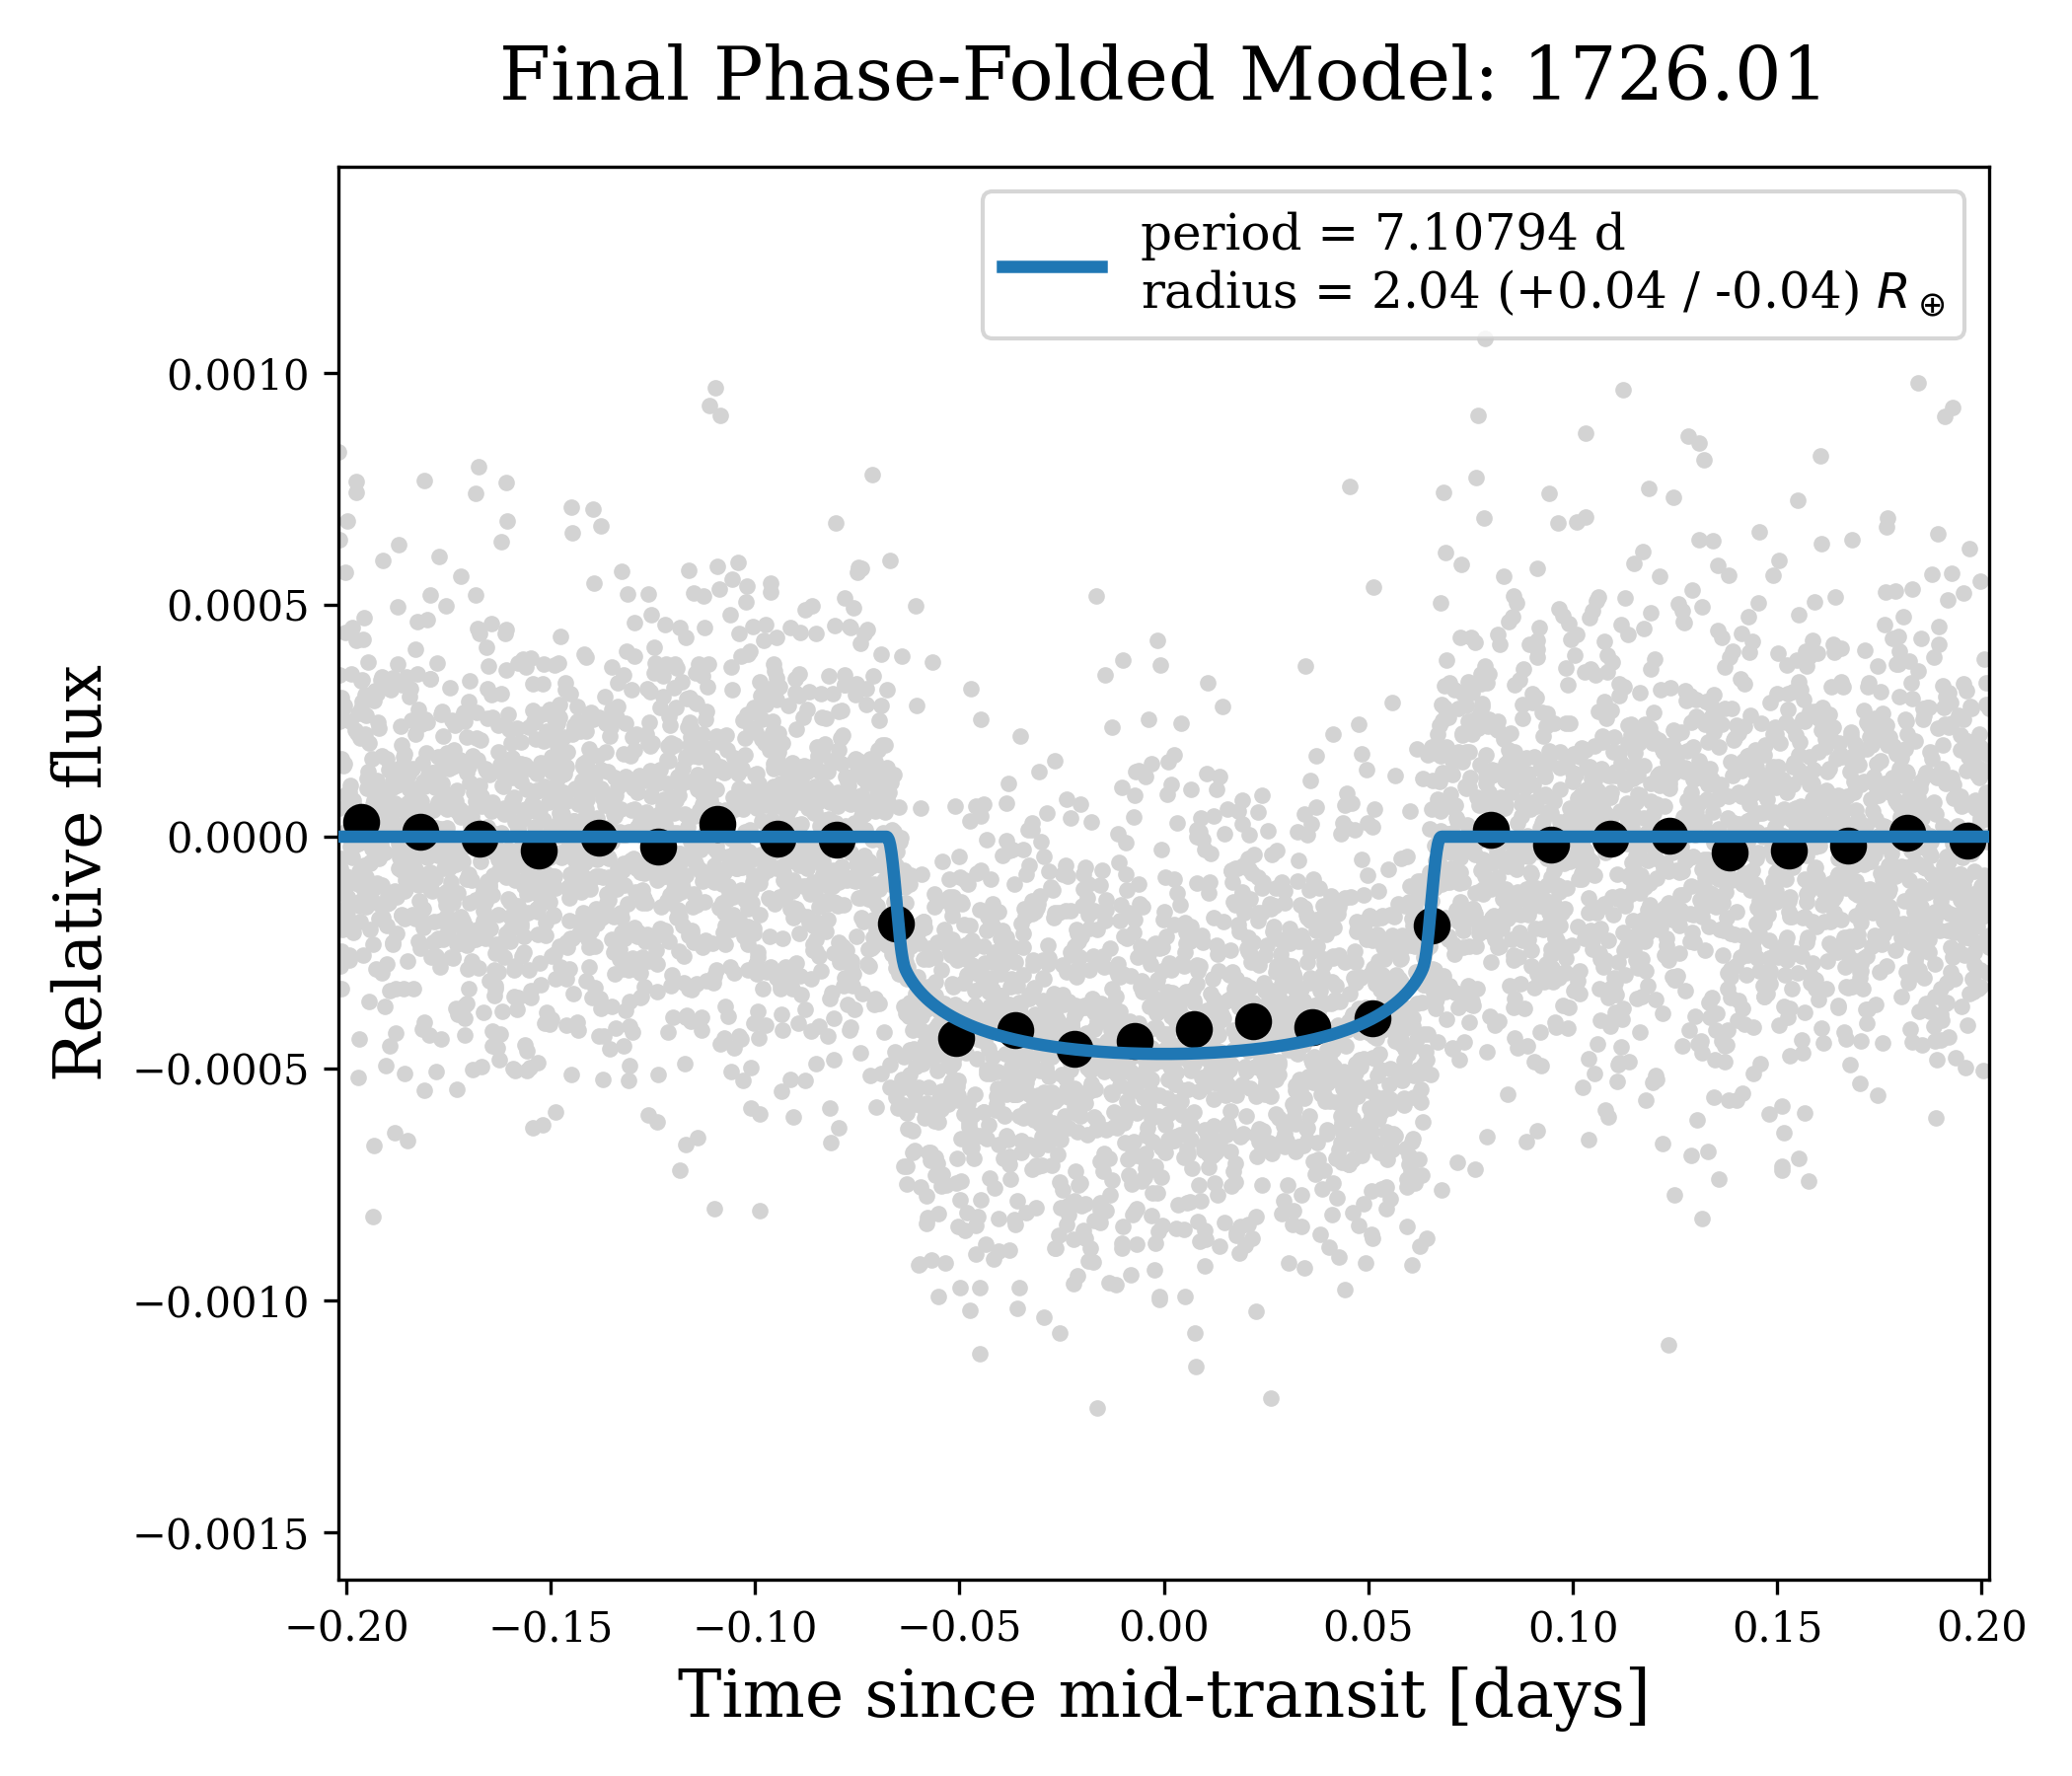 Final Phase-Folded Model: 1726.01
period = 7.10794 d
radius = 2.04 (+0.04 / -0.04) R⊕
0.0010
0.0005
0.0000
−0.0005
−0.0010
−0.0015
Relative flux
−0.20 −0.15 −0.10 −0.05 0.00 0.05 0.10 0.15 0.20
Time since mid-transit [days]